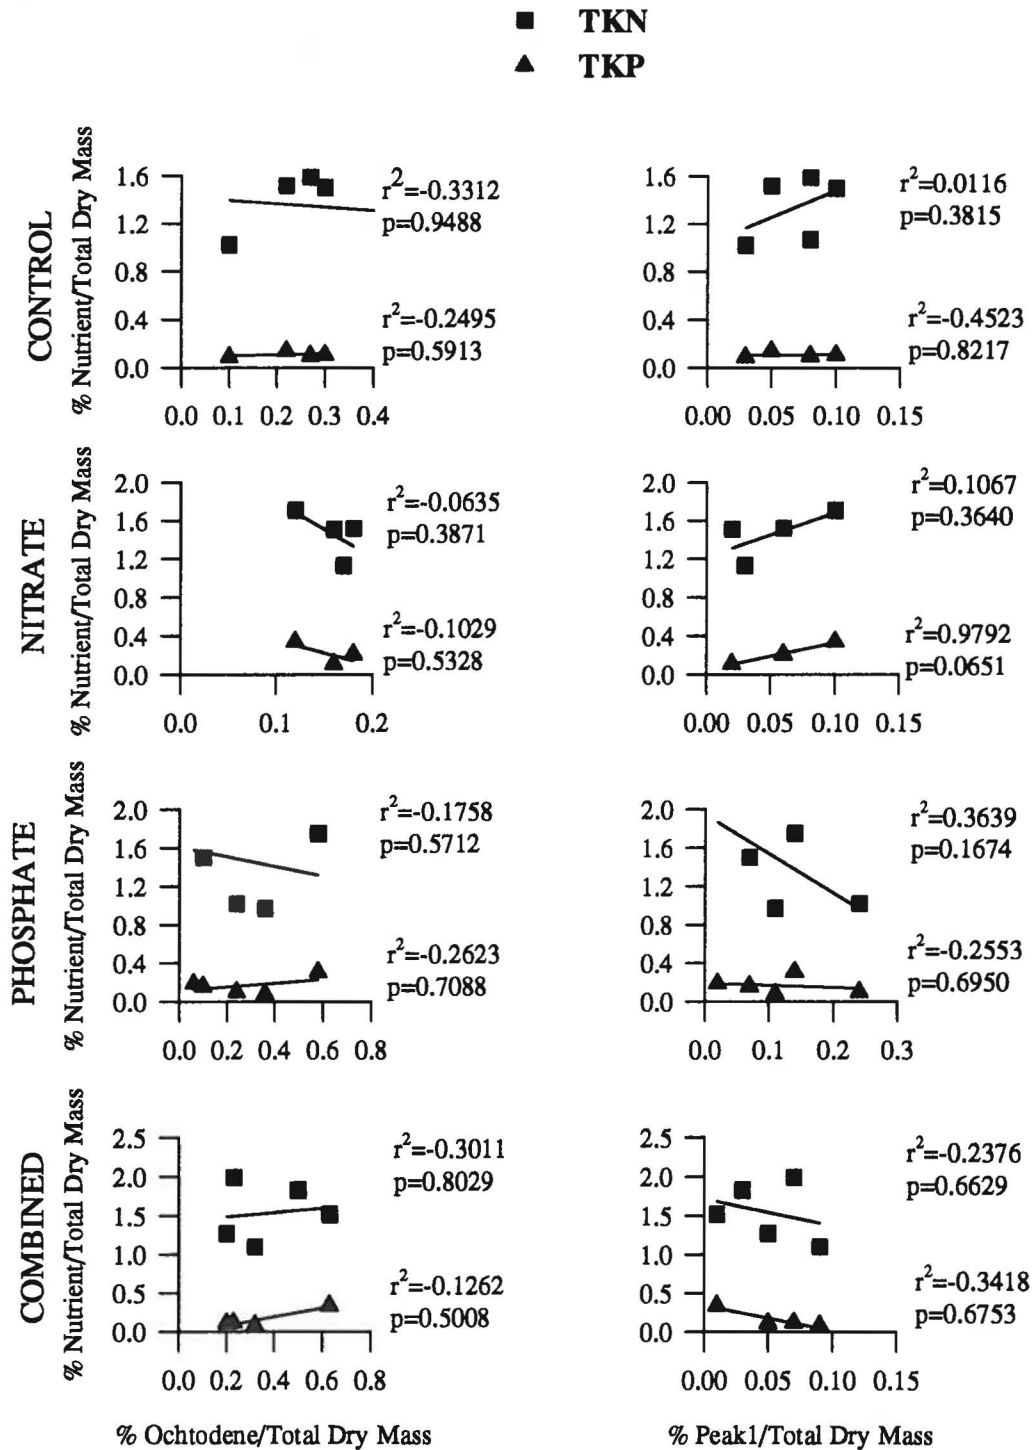 TKN
TKP
CONTROL
% Nutrient/Total Dry Mass
1.6
1.2
0.8
0.4
0.0
r²=-0.3312
p=0.9488
r²=-0.2495
p=0.5913
0.0 0.1 0.2 0.3 0.4
1.6
1.2
0.8
0.4
0.0
r²=0.0116
p=0.3815
r²=-0.4523
p=0.8217
0.00 0.05 0.10 0.15
NITRATE
% Nutrient/Total Dry Mass
2.0
1.6
1.2
0.8
0.4
0.0
r²=-0.0635
p=0.3871
r²=-0.1029
p=0.5328
0.0 0.1 0.2
2.0
1.6
1.2
0.8
0.4
0.0
r²=0.1067
p=0.3640
r²=0.9792
p=0.0651
0.00 0.05 0.10 0.15
PHOSPHATE
% Nutrient/Total Dry Mass
2.0
1.6
1.2
0.8
0.4
0.0
r²=-0.1758
p=0.5712
r²=-0.2623
p=0.7088
0.0 0.2 0.4 0.6 0.8
2.0
1.6
1.2
0.8
0.4
0.0
r²=0.3639
p=0.1674
r²=-0.2553
p=0.6950
0.0 0.1 0.2 0.3
COMBINED
% Nutrient/Total Dry Mass
2.5
2.0
1.5
1.0
0.5
0.0
r²=-0.3011
p=0.8029
r²=-0.1262
p=0.5008
0.0 0.2 0.4 0.6 0.8
% Ochtodene/Total Dry Mass
2.5
2.0
1.5
1.0
0.5
0.0
r²=-0.2376
p=0.6629
r²=-0.3418
p=0.6753
0.00 0.05 0.10 0.15
% Peak1/Total Dry Mass